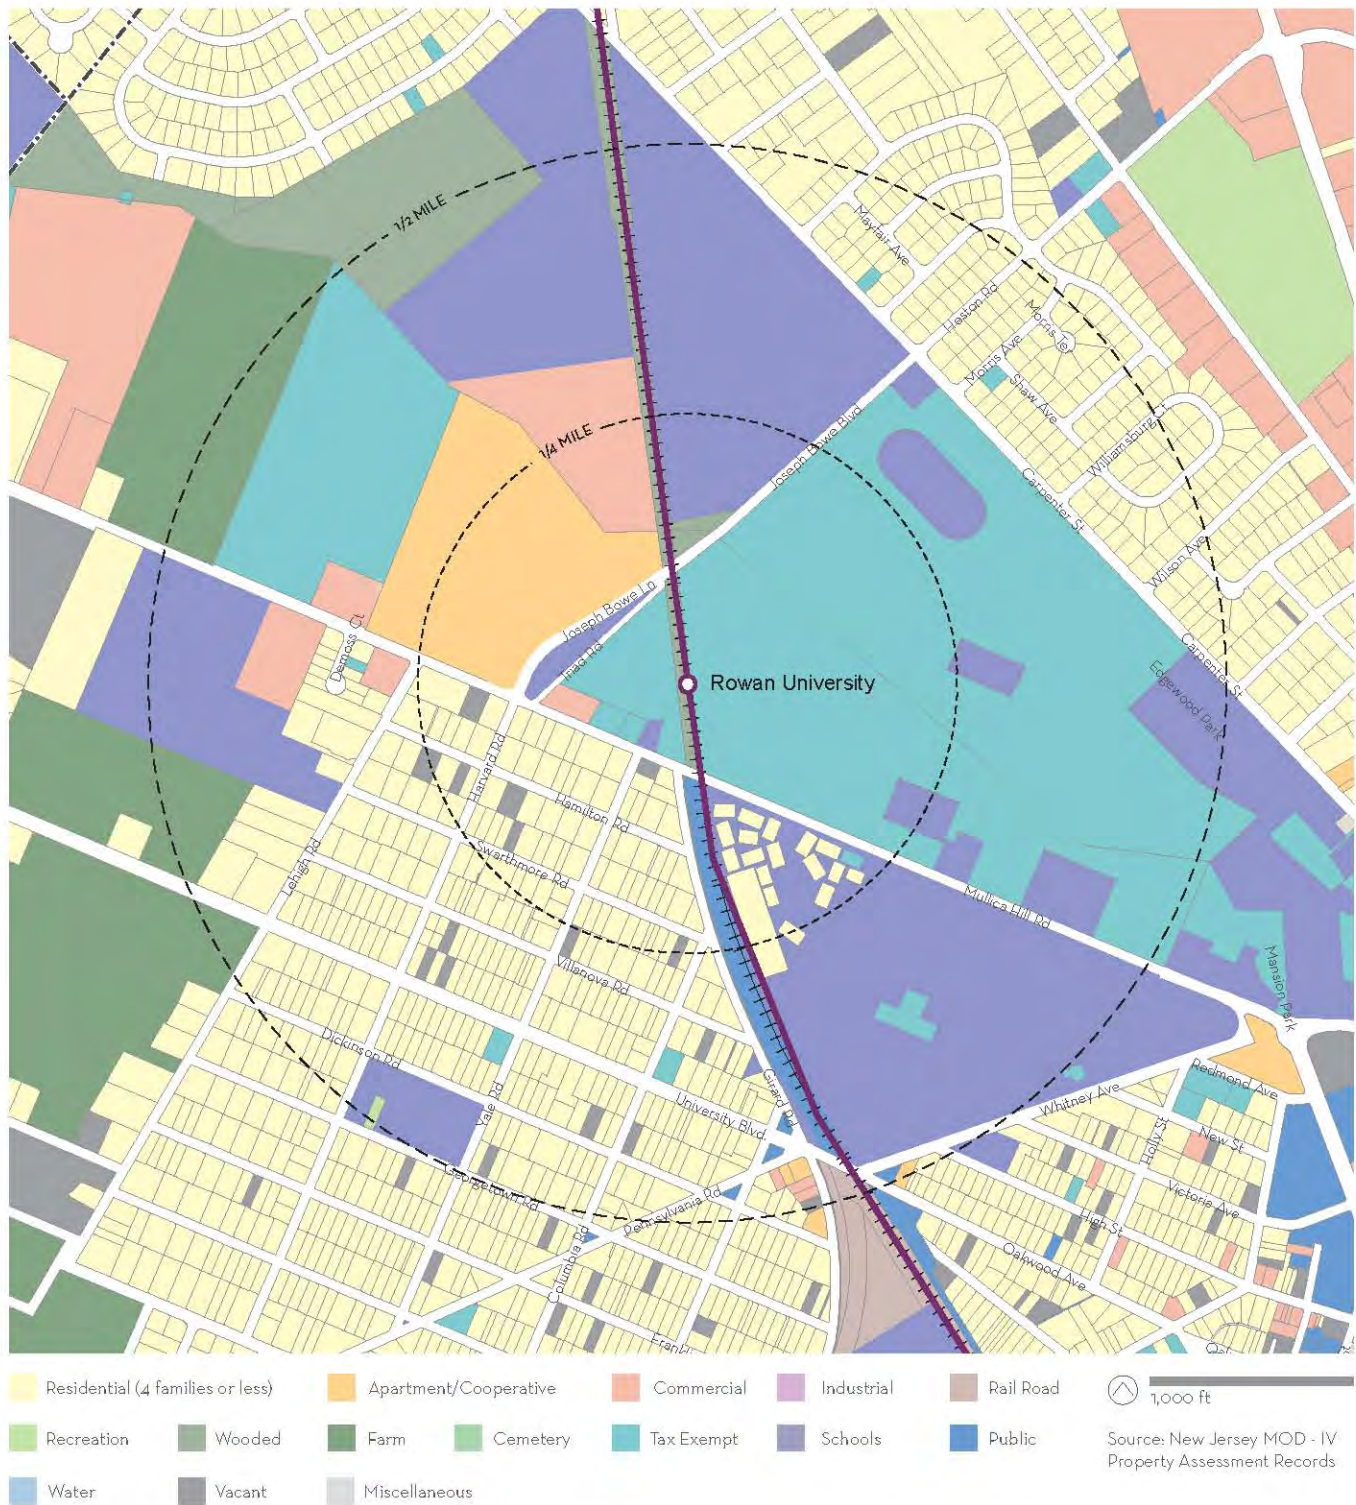 1/2 MILE
Mayfair Ave
Heston Rd
Morris Ter
Morris Ave
Shaw Ave
1/4 MILE
Joseph Bowe Blvd
Williamsburg Ct
Carpenter St
Wilson Ave
Joseph Bowe Ln
Triad Rd
Demoss Ct
Carpenter St
Edgewood Park
Rowan University
Harvard Rd
Hamilton Rd
Swarthmore Rd
Lehigh Rd
Mullica Hill Rd
Villanova Rd
Mansion Park
Dickinson Rd
Yale Rd
University Blvd.
Girard Rd
Whitney Ave
Redmond Ave
New St
Holly St
Georgetown Rd
Pennsylvania Rd
Victoria Ave
High St
Columbia Rd
Oakwood Ave
Residential (4 families or less)
Apartment/Cooperative
Commercial
Industrial
Rail Road
1,000 ft
Recreation
Wooded
Farm
Cemetery
Tax Exempt
Schools
Public
Source: New Jersey MOD - IV
Property Assessment Records
Water
Vacant
Miscellaneous